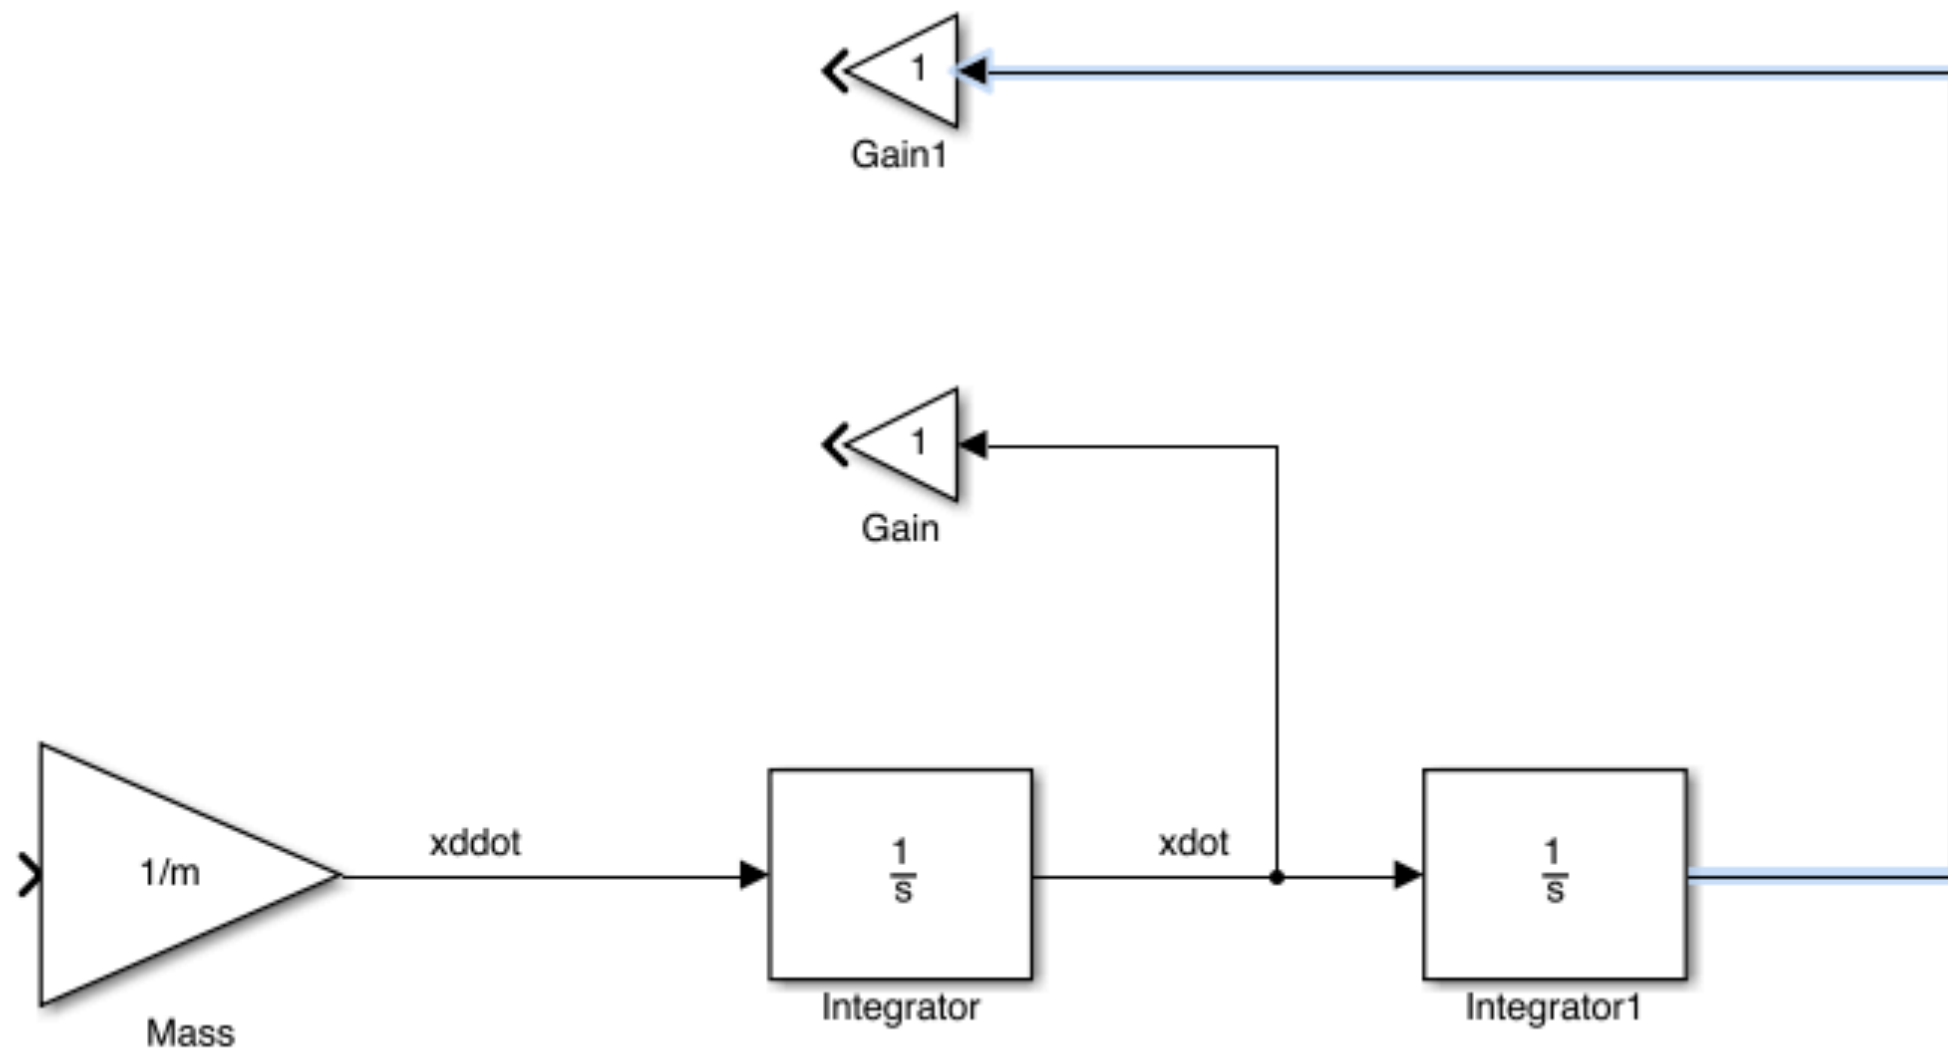 1
Gain1
1
Gain
1/m
Mass
xddot
1
s
Integrator
xdot
1
s
Integrator1